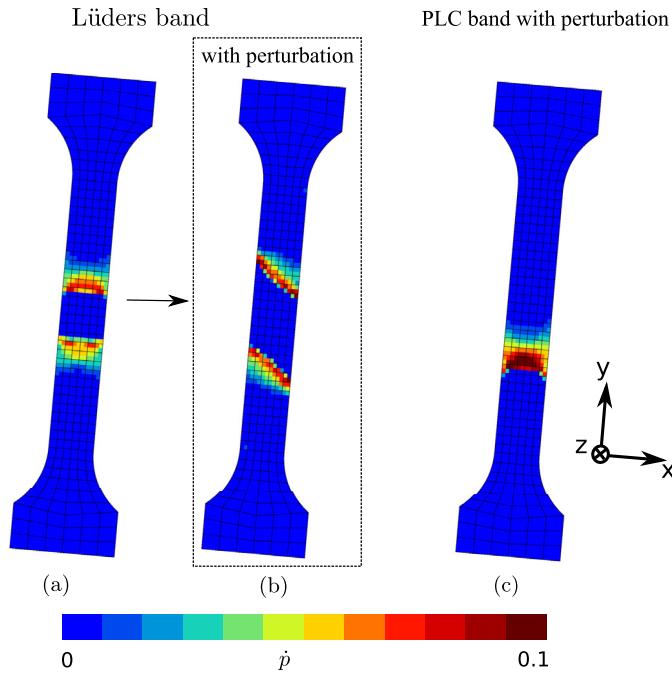 Lüders band
PLC band with perturbation
with perturbation
y
z
x
(a)
(b)
(c)
0
ṗ
0.1